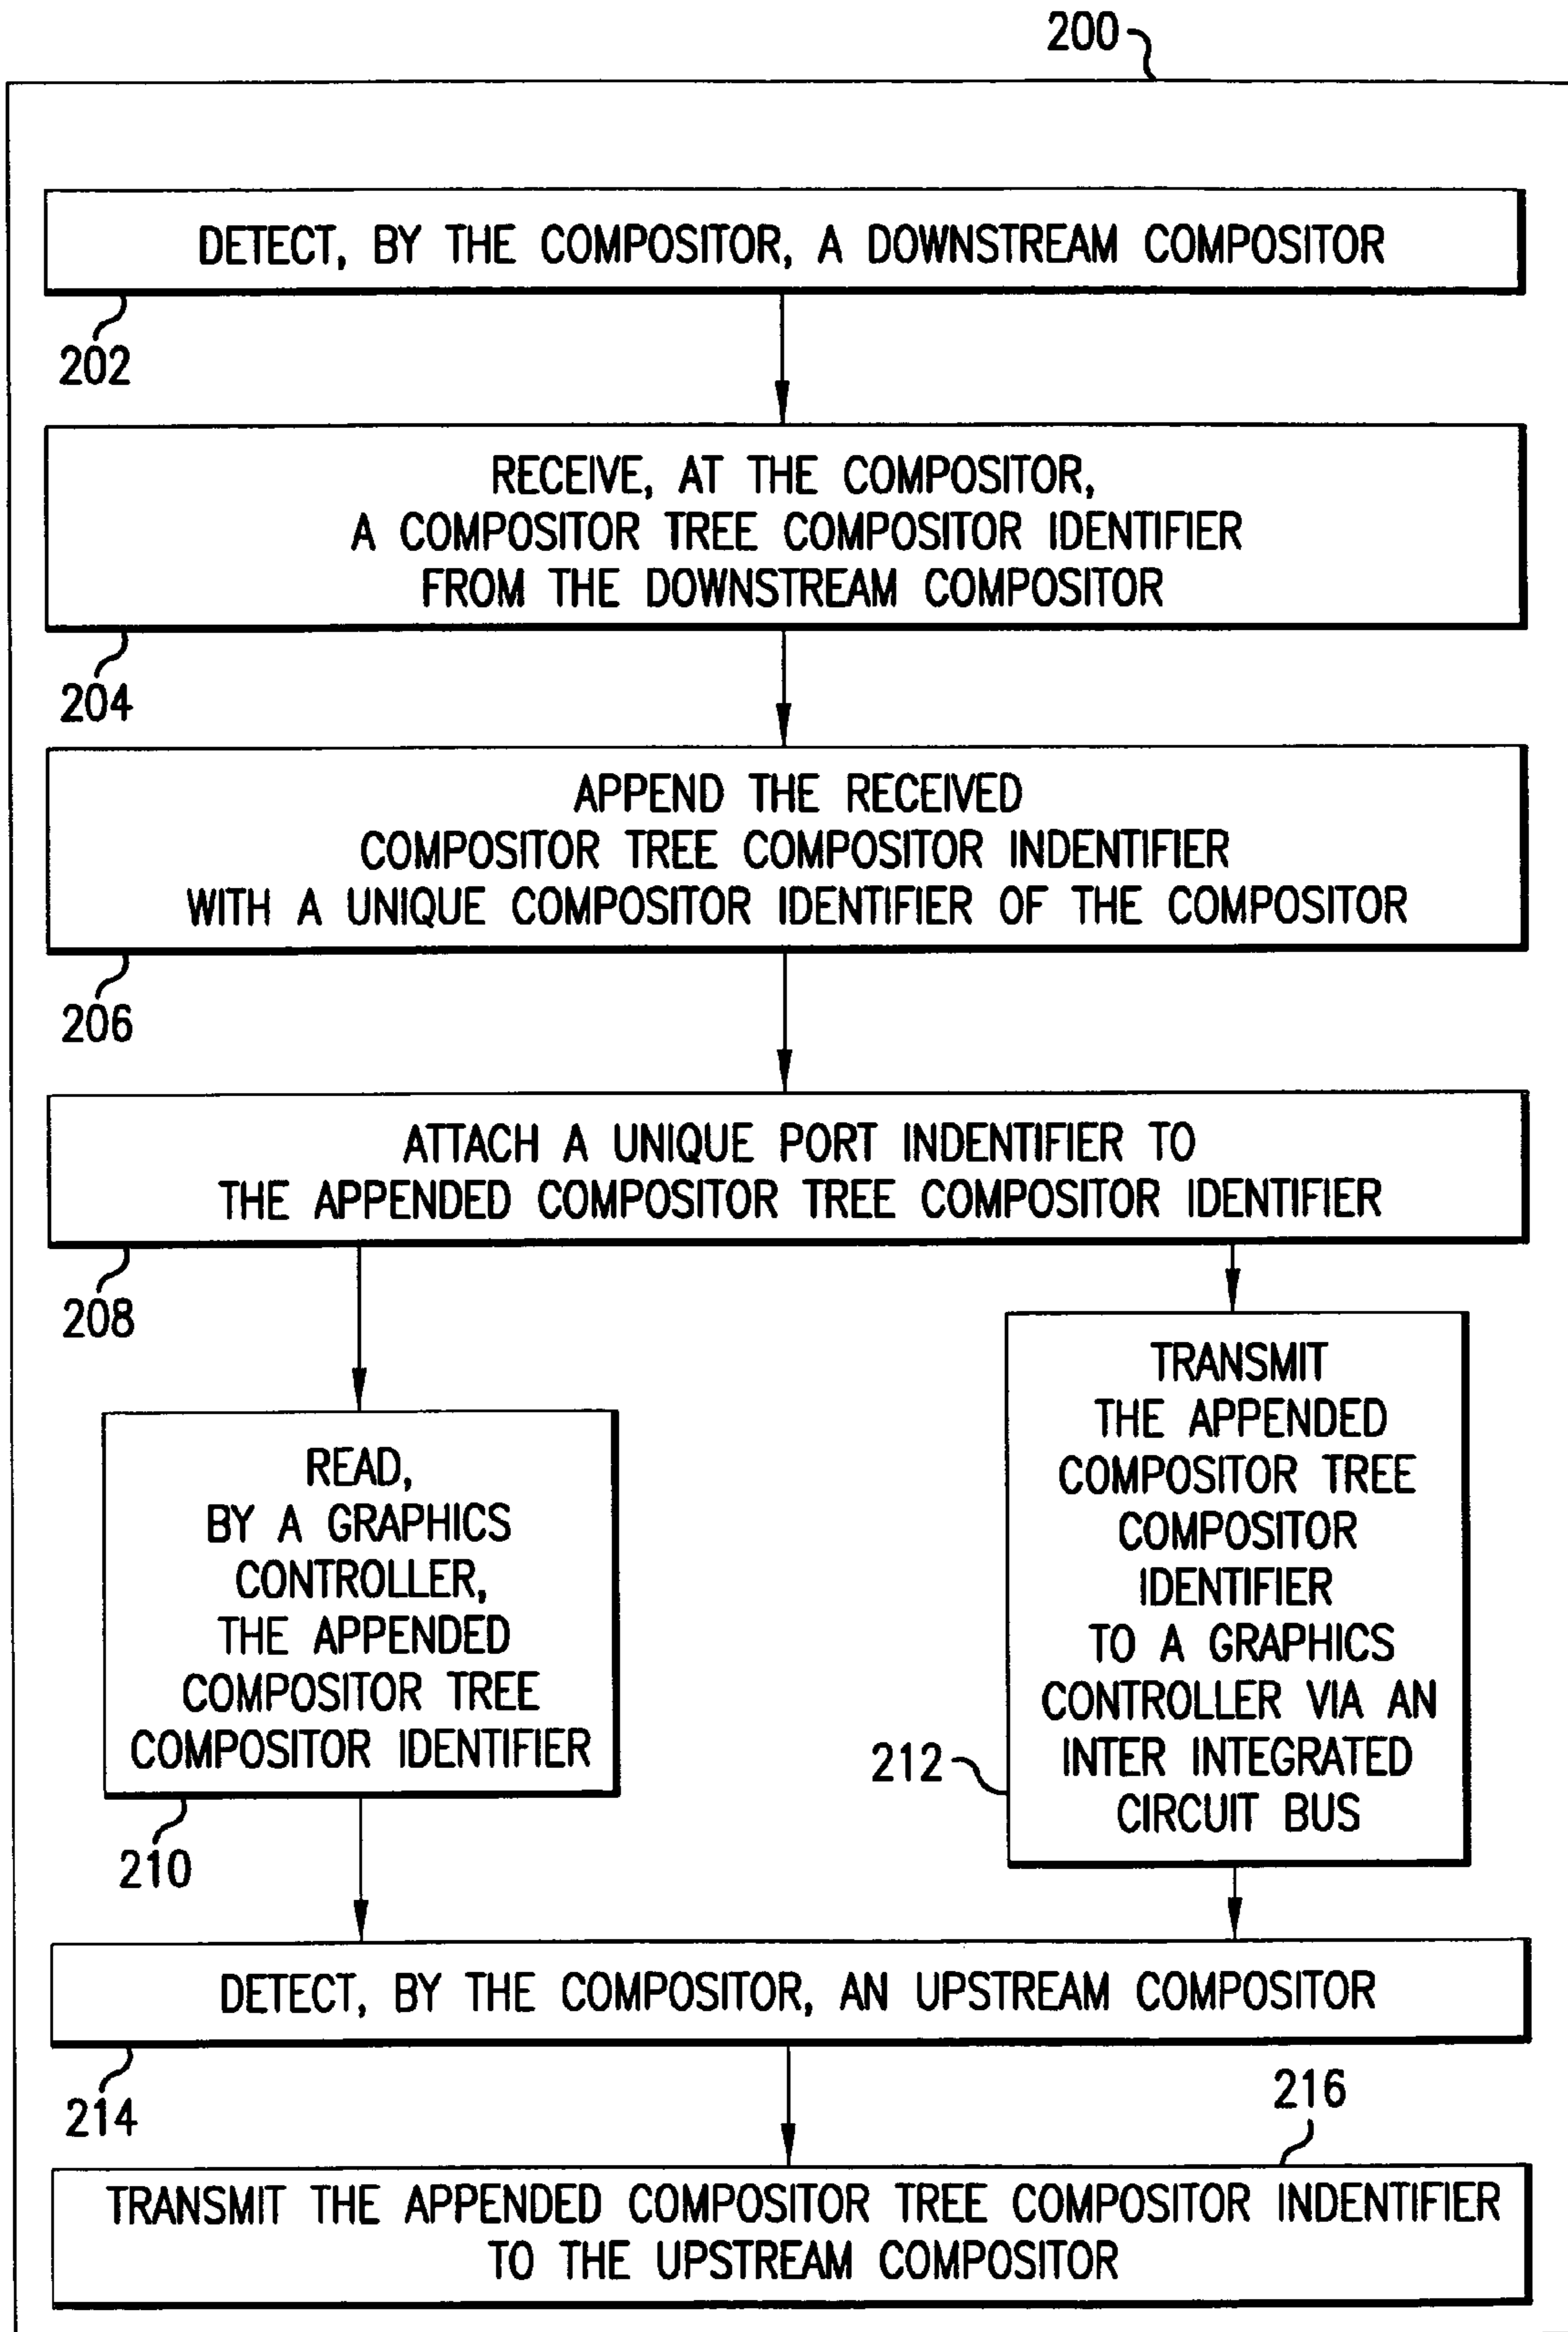 200
DETECT, BY THE COMPOSITOR, A DOWNSTREAM COMPOSITOR
202
RECEIVE, AT THE COMPOSITOR,
A COMPOSITOR TREE COMPOSITOR IDENTIFIER
FROM THE DOWNSTREAM COMPOSITOR
204
APPEND THE RECEIVED
COMPOSITOR TREE COMPOSITOR INDENTIFIER
WITH A UNIQUE COMPOSITOR IDENTIFIER OF THE COMPOSITOR
206
ATTACH A UNIQUE PORT INDENTIFIER TO
THE APPENDED COMPOSITOR TREE COMPOSITOR IDENTIFIER
208
READ,
BY A GRAPHICS
CONTROLLER,
THE APPENDED
COMPOSITOR TREE
COMPOSITOR IDENTIFIER
210
TRANSMIT
THE APPENDED
COMPOSITOR TREE
COMPOSITOR
IDENTIFIER
TO A GRAPHICS
CONTROLLER VIA AN
INTER INTEGRATED
CIRCUIT BUS
212
DETECT, BY THE COMPOSITOR, AN UPSTREAM COMPOSITOR
214
216
TRANSMIT THE APPENDED COMPOSITOR TREE COMPOSITOR INDENTIFIER
TO THE UPSTREAM COMPOSITOR